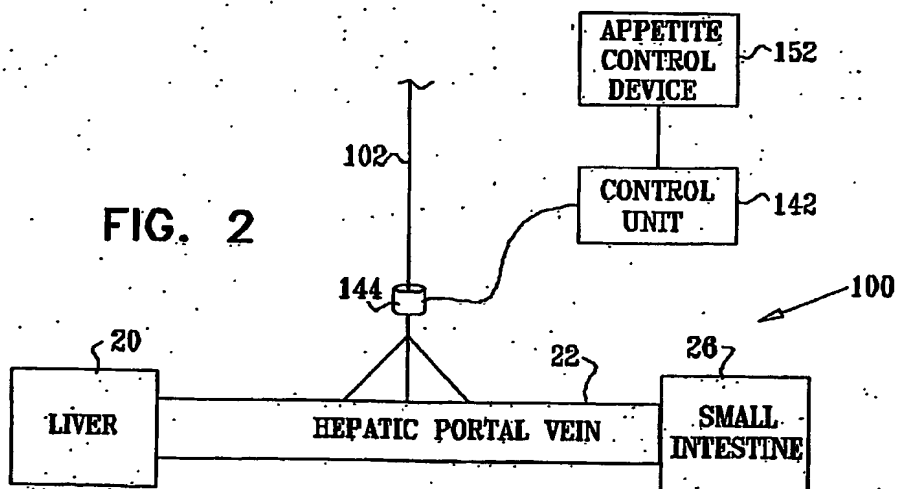 APPETITE
CONTROL
DEVICE
152
102
CONTROL
UNIT
142
FIG. 2
144
100
20
22
26
LIVER
HEPATIC PORTAL VEIN
SMALL
INTESTINE